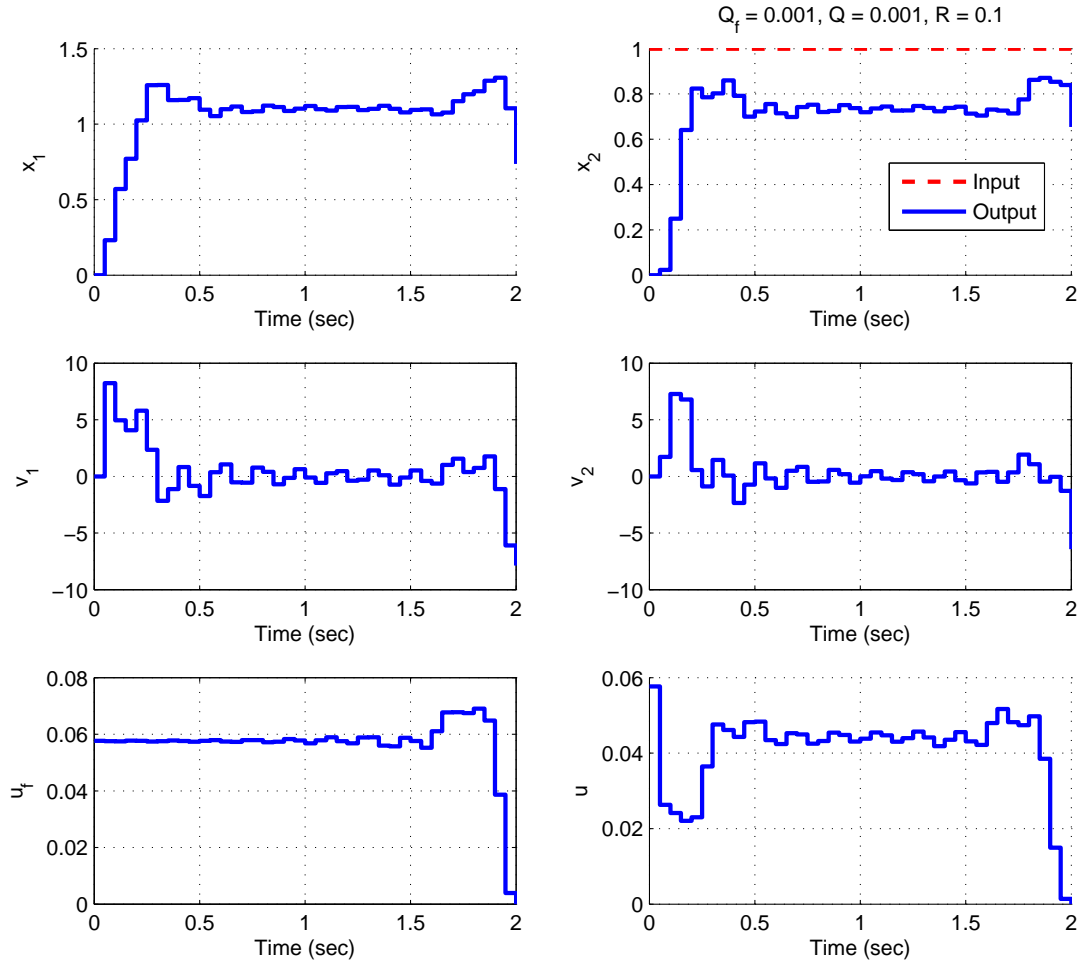 Q_f = 0.001, Q = 0.001, R = 0.1
1.5
1
0.5
0
x_1
0 0.5 1 1.5 2
Time (sec)
1
0.8
0.6
0.4
0.2
0
x_2
Input
Output
0 0.5 1 1.5 2
Time (sec)
10
5
0
−5
−10
v_1
0 0.5 1 1.5 2
Time (sec)
10
5
0
−5
−10
v_2
0 0.5 1 1.5 2
Time (sec)
0.08
0.06
0.04
0.02
0
u_f
0 0.5 1 1.5 2
Time (sec)
0.06
0.04
0.02
0
u
0 0.5 1 1.5 2
Time (sec)